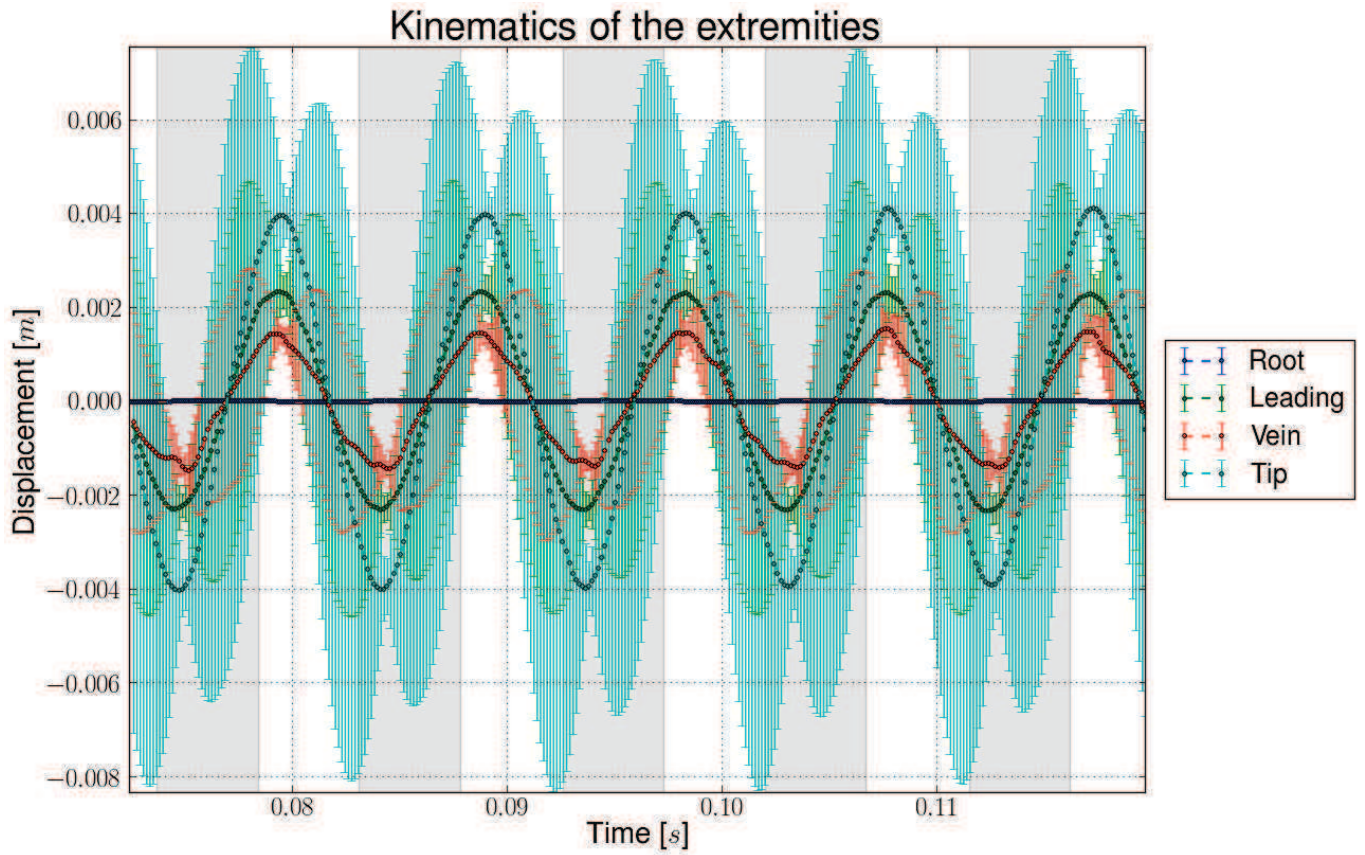 Kinematics of the extremities
Displacement [m]
0.006
0.004
0.002
0.000
−0.002
−0.004
−0.006
−0.008
0.08 0.09 0.10 0.11
Time [s]
Root
Leading
Vein
Tip